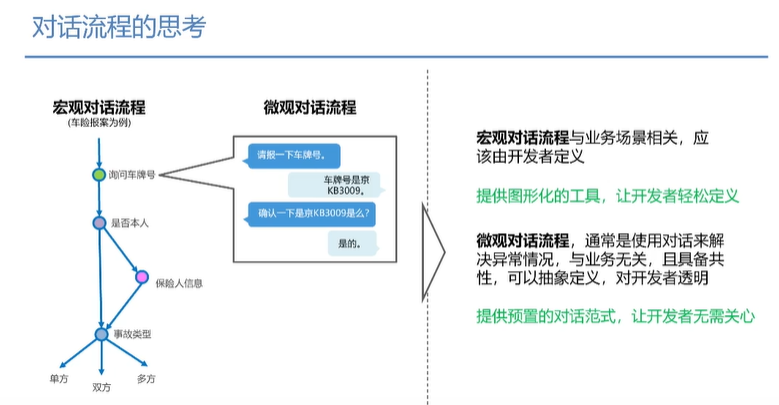 对话流程的思考
宏观对话流程
(车险报案为例)
询问车牌号
是否本人
保险人信息
事故类型
单方
双方
多方
微观对话流程
请报一下车牌号。
车牌号是京
KB3009。
确认一下是京KB3009是么?
是的。
宏观对话流程与业务场景相关，应
该由开发者定义
提供图形化的工具，让开发者轻松定义
微观对话流程，通常是使用对话来解
决异常情况，与业务无关，且具备共
性，可以抽象定义，对开发者透明
提供预置的对话范式，让开发者无需关心